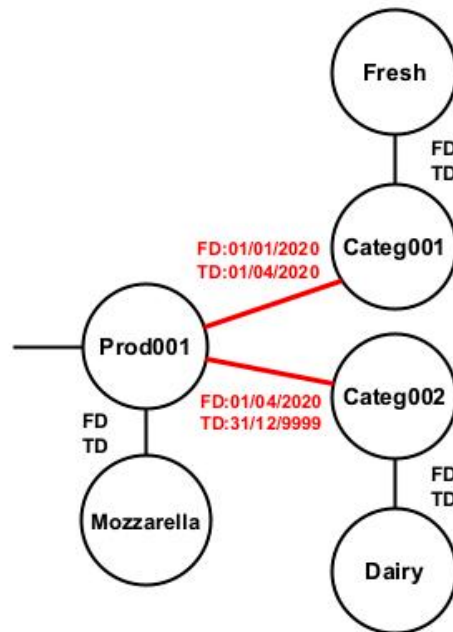 Fresh
FD
TD
FD:01/01/2020
TD:01/04/2020
Categ001
Prod001
FD:01/04/2020
TD:31/12/9999
Categ002
FD
TD
Mozzarella
FD
TD
Dairy